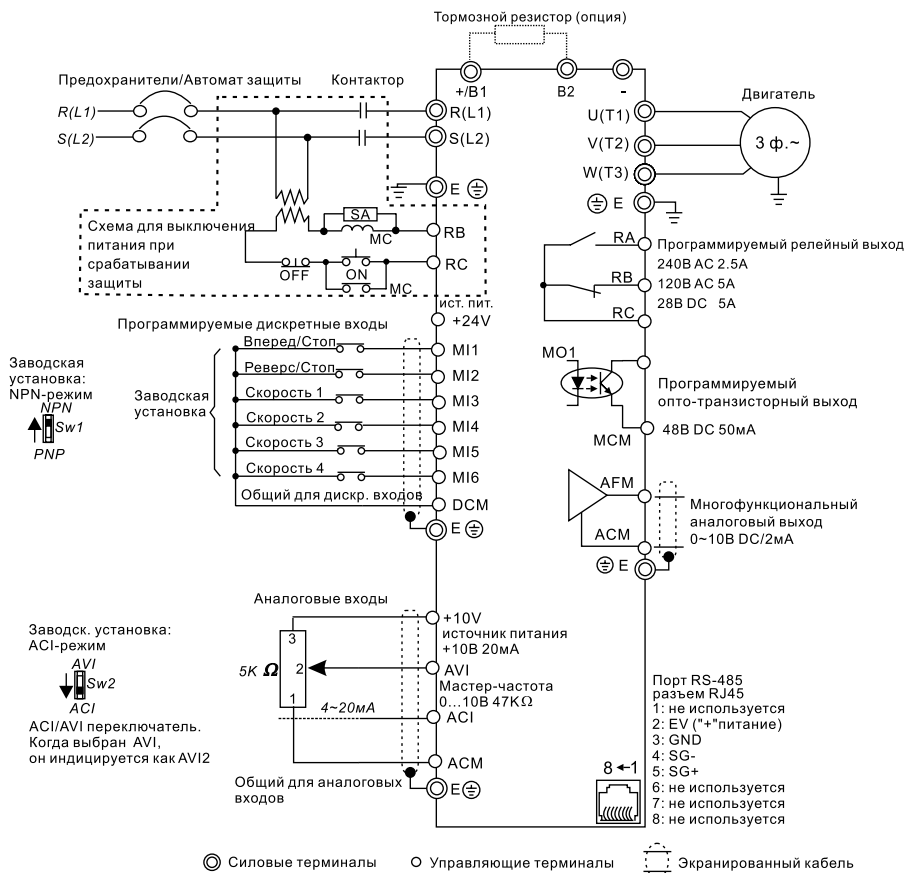 Тормозной резистор (опция)
+/B1
B2
-
Предохранители/Автомат защиты
Контактор
R(L1)
R(L1)
S(L2)
S(L2)
E
U(T1)
V(T2)
W(T3)
E
Двигатель
3 ф.~
Схема для выключения
питания при
срабатывании
защиты
SA
MC
OFF
ON
MC
RB
RC
RA
RB
RC
Программируемый релейный выход
240В AC 2.5А
120В AC 5А
28В DC 5А
ист. пит.
+24V
Программируемые дискретные входы
Заводская
установка:
NPN-режим
NPN
Sw1
PNP
Заводская
установка
Вперед/Стоп
MI1
Реверс/Стоп
MI2
Скорость 1
MI3
Скорость 2
MI4
Скорость 3
MI5
Скорость 4
MI6
Общий для дискр. входов
DCM
E
MO1
MCM
Программируемый
опто-транзисторный выход
48В DC 50мА
AFM
ACM
E
Многофункциональный
аналоговый выход
0~10В DC/2мА
Аналоговые входы
Заводск. установка:
ACI-режим
AVI
Sw2
ACI
ACI/AVI переключатель.
Когда выбран AVI,
он индицируется как AVI2
3
2
1
5K Ω
4~20мА
+10V
источник питания
+10В 20мА
AVI
Мастер-частота
0...10В 47KΩ
ACI
ACM
Общий для аналоговых
входов
E
8←1
Порт RS-485
разъем RJ45
1: не используется
2: EV ("+"питание)
3: GND
4: SG-
5: SG+
6: не используется
7: не используется
8: не используется
Силовые терминалы
Управляющие терминалы
Экранированный кабель